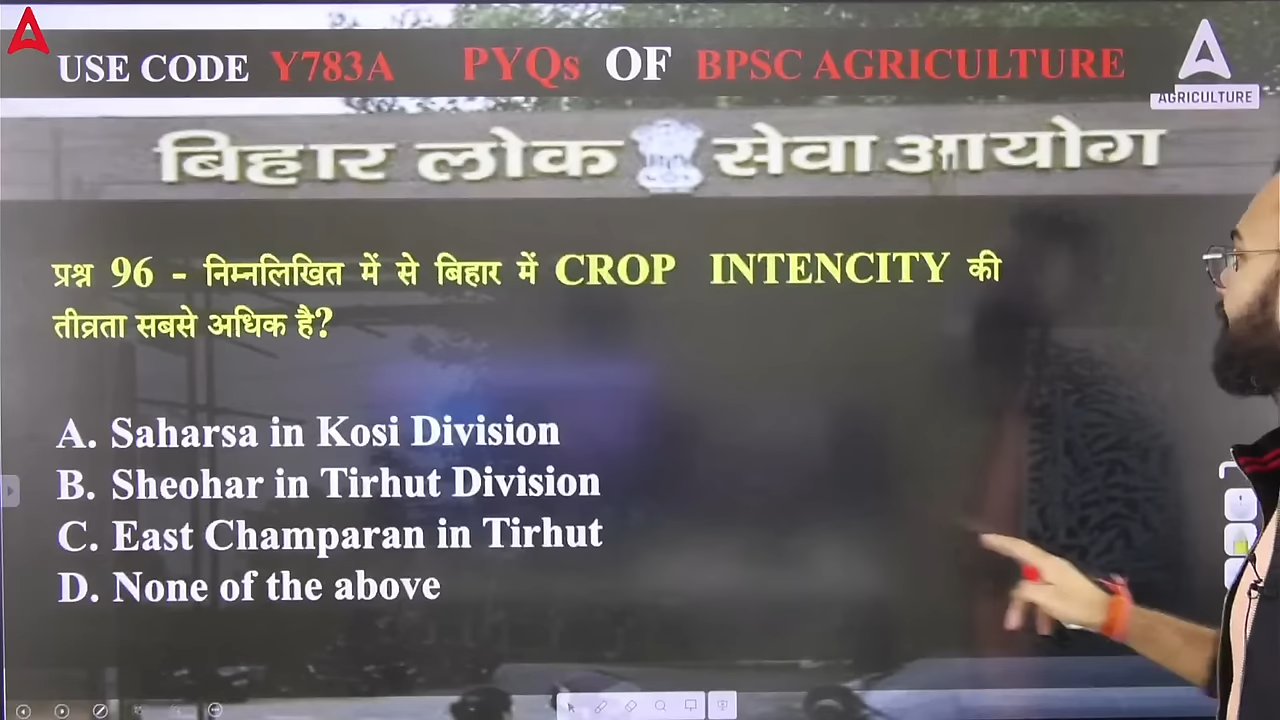 USE CODE Y783A PYQs OF BPSC AGRICULTURE
AGRICULTURE
बिहार लोक सेवा आयोग
प्रश्न 96 - निम्नलिखित में से बिहार में CROP INTENCITY की
तीव्रता सबसे अधिक है?
A. Saharsa in Kosi Division
B. Sheohar in Tirhut Division
C. East Champaran in Tirhut
D. None of the above